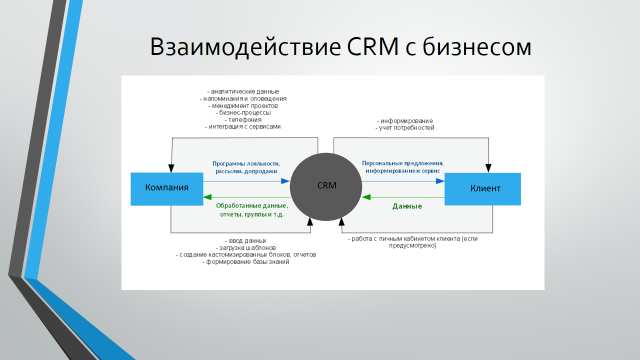 Взаимодействие CRM с бизнесом
- аналитические данные
- напоминания и оповещения
- менеджмент проектов
- бизнес-процессы
- телефония
- интеграция с сервисами
- информирование
- учет потребностей
Программы лояльности,
рассылки, допродажи
Персональные предложения,
информирование и сервис
Компания
CRM
Клиент
Обработанные данные,
отчеты, группы и т.д.
Данные
- ввод данных
- загрузка шаблонов
- создание кастомизированных блоков, отчетов
- формирование базы знаний
- работа с личным кабинетом клиента (если
предусмотрено)